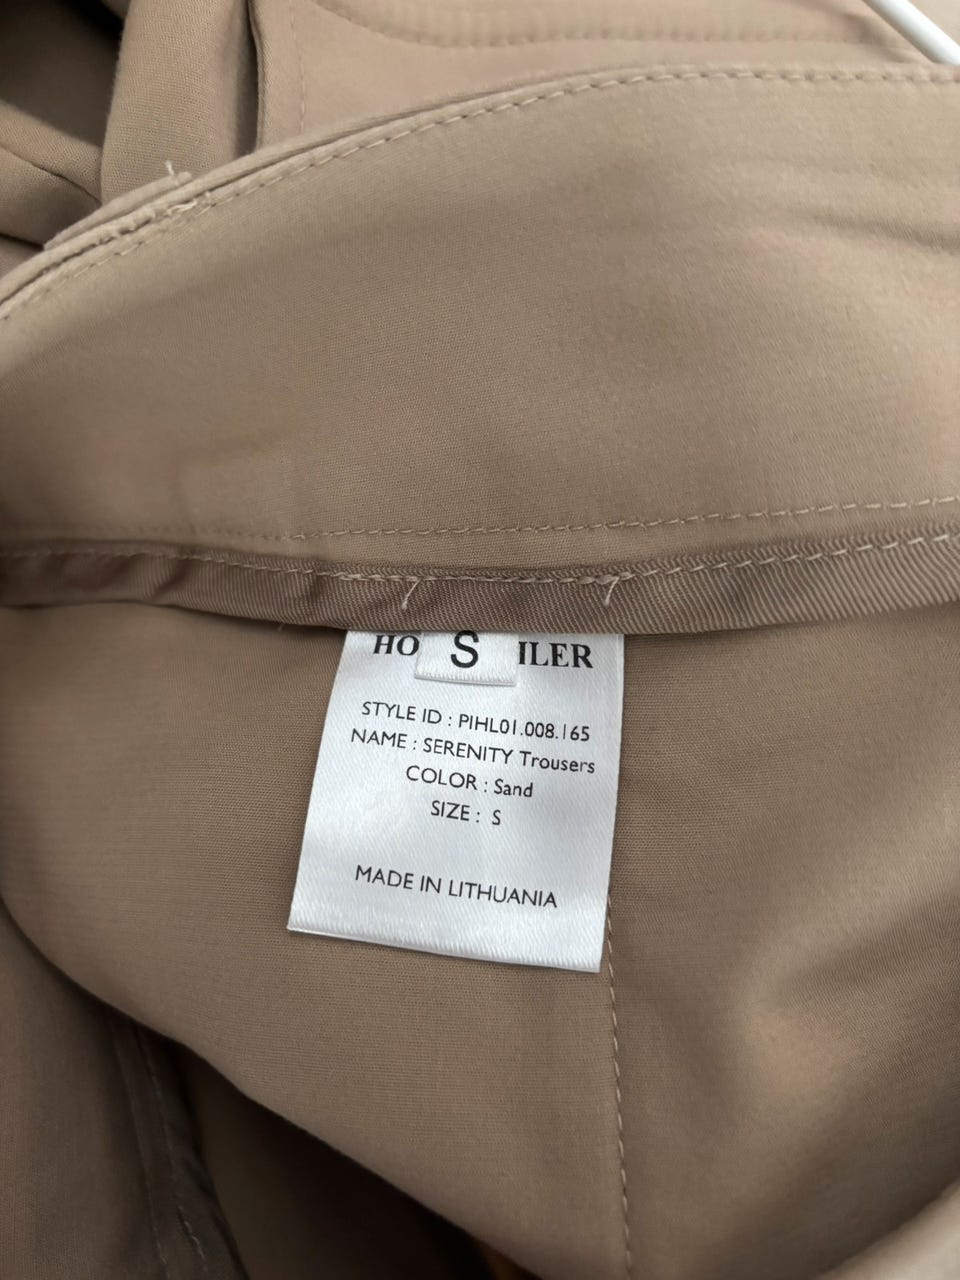 HO S ILER
STYLE ID : PIHL01.008.165
NAME : SERENITY Trousers
COLOR : Sand
SIZE : S
MADE IN LITHUANIA